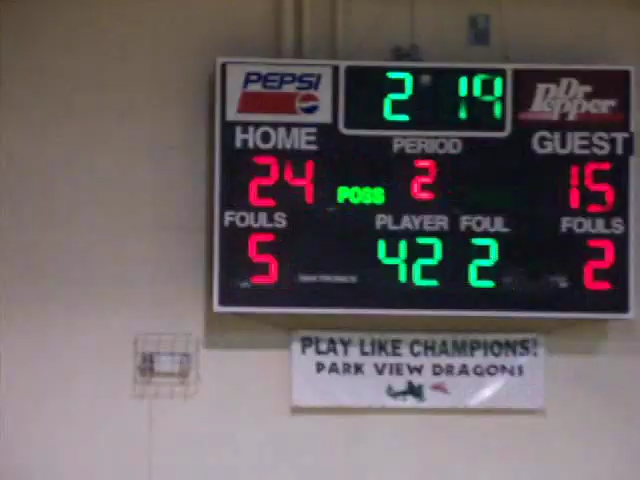 PEPSI 2 19 Dr Pepper
HOME PERIOD GUEST
24 POSS 2 15
FOULS PLAYER FOUL FOULS
5 42 2 2
PLAY LIKE CHAMPIONS!
PARK VIEW DRAGONS